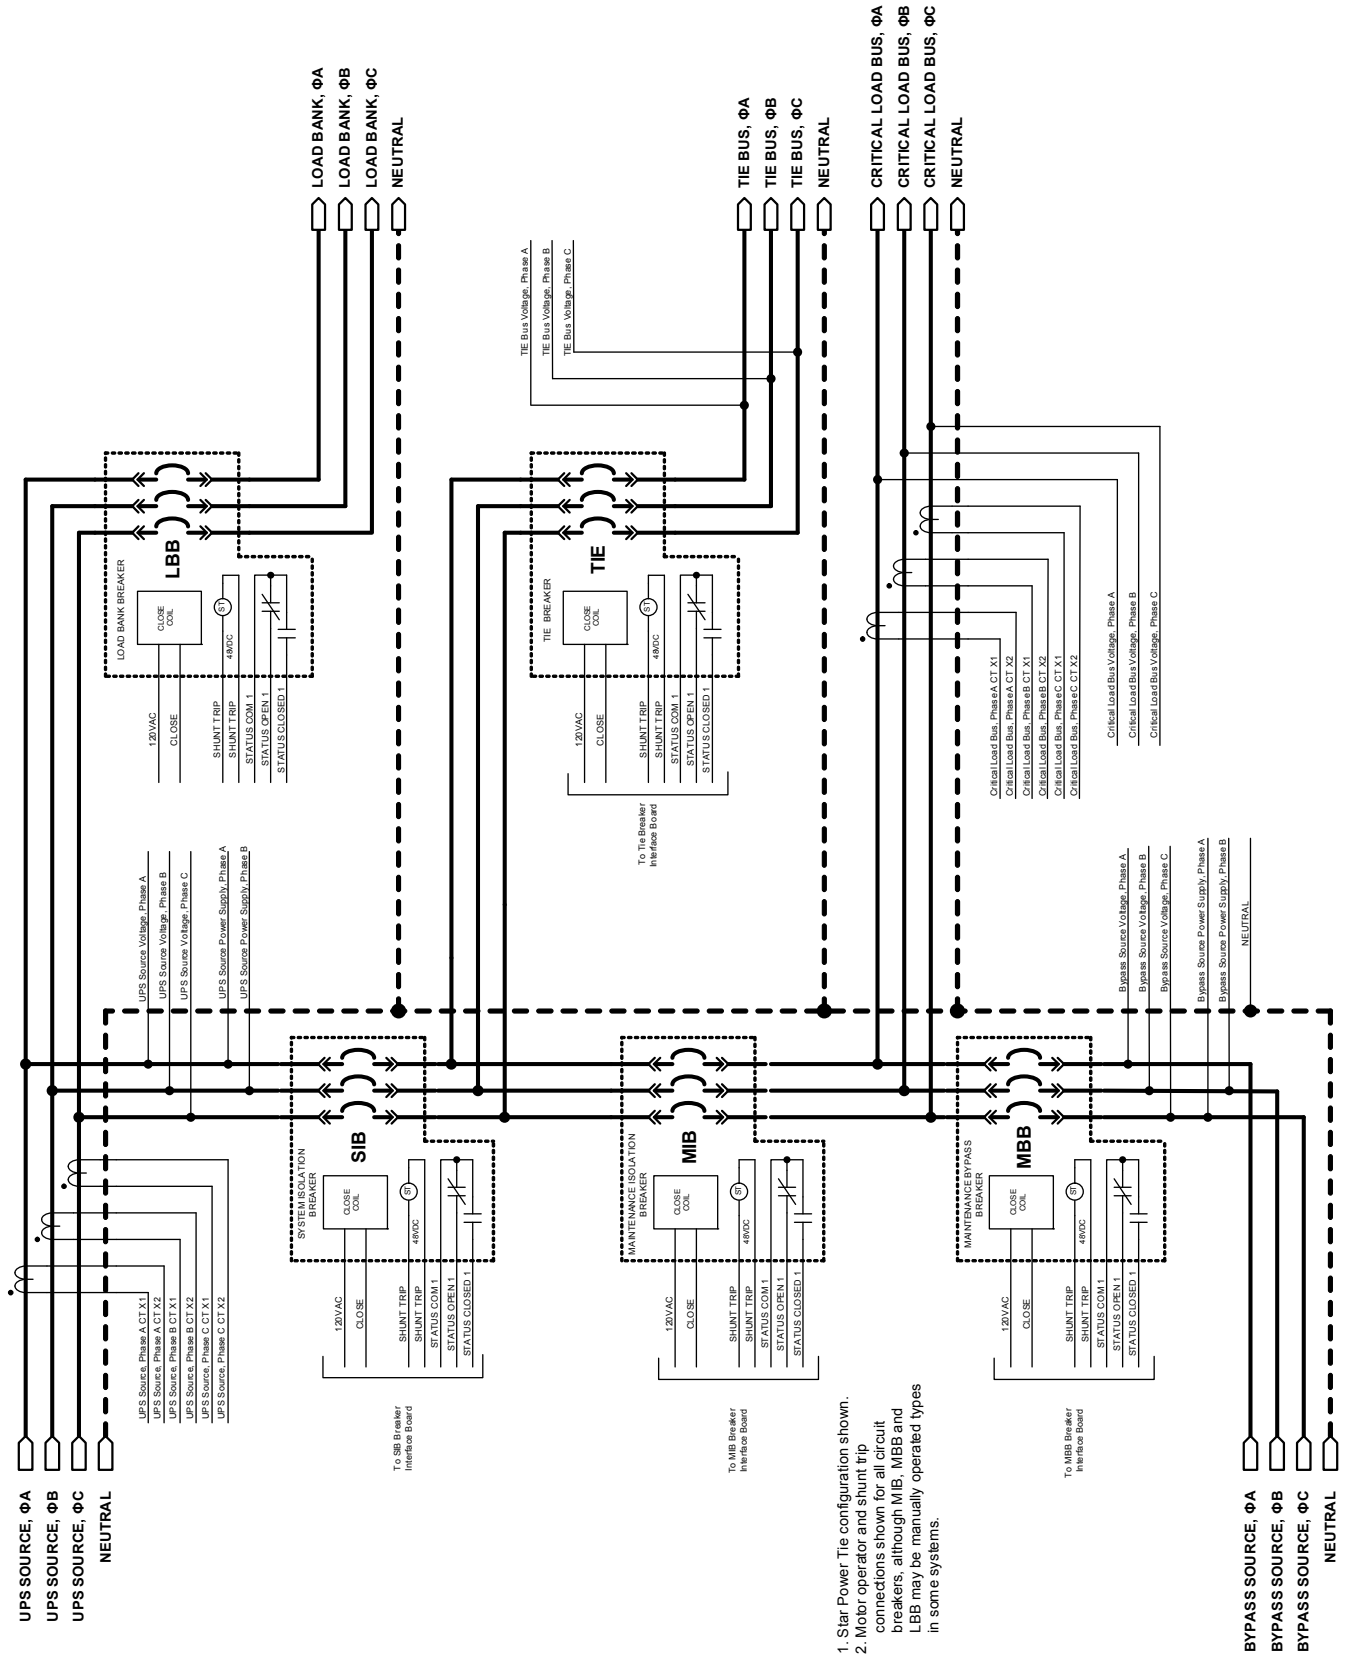 UPS SOURCE, ΦA
UPS SOURCE, ΦB
UPS SOURCE, ΦC
NEUTRAL
UPS Source, Phase A CT X1
UPS Source, Phase A CT X2
UPS Source, Phase B CT X1
UPS Source, Phase B CT X2
UPS Source, Phase C CT X1
UPS Source, Phase C CT X2
UPS Source Voltage, Phase A
UPS Source Voltage, Phase B
UPS Source Voltage, Phase C
UPS Source Power Supply, Phase A
UPS Source Power Supply, Phase B
LOAD BANK BREAKER
LBB
CLOSE
COIL
ST
48VDC
120VAC
CLOSE
SHUNT TRIP
SHUNT TRIP
STATUS COM 1
STATUS OPEN 1
STATUS CLOSED 1
LOAD BANK, ΦA
LOAD BANK, ΦB
LOAD BANK, ΦC
NEUTRAL
SYSTEM ISOLATION
BREAKER
SIB
CLOSE
COIL
ST
48VDC
120VAC
CLOSE
SHUNT TRIP
SHUNT TRIP
STATUS COM 1
STATUS OPEN 1
STATUS CLOSED 1
To SIB Breaker
Interface Board
TIE BREAKER
TIE
CLOSE
COIL
ST
48VDC
120VAC
CLOSE
SHUNT TRIP
SHUNT TRIP
STATUS COM 1
STATUS OPEN 1
STATUS CLOSED 1
To Tie Breaker
Interface Board
TIE Bus Voltage, Phase A
TIE Bus Voltage, Phase B
TIE Bus Voltage, Phase C
TIE BUS, ΦA
TIE BUS, ΦB
TIE BUS, ΦC
NEUTRAL
MAINTENANCE ISOLATION
BREAKER
MIB
CLOSE
COIL
ST
48VDC
120VAC
CLOSE
SHUNT TRIP
SHUNT TRIP
STATUS COM 1
STATUS OPEN 1
STATUS CLOSED 1
To MIB Breaker
Interface Board
CRITICAL LOAD BUS, ΦA
CRITICAL LOAD BUS, ΦB
CRITICAL LOAD BUS, ΦC
NEUTRAL
Critical Load Bus, Phase A CT X1
Critical Load Bus, Phase A CT X2
Critical Load Bus, Phase B CT X1
Critical Load Bus, Phase B CT X2
Critical Load Bus, Phase C CT X1
Critical Load Bus, Phase C CT X2
Critical Load Bus Voltage, Phase A
Critical Load Bus Voltage, Phase B
Critical Load Bus Voltage, Phase C
MAINTENANCE BYPASS
BREAKER
MBB
CLOSE
COIL
ST
48VDC
120VAC
CLOSE
SHUNT TRIP
SHUNT TRIP
STATUS COM 1
STATUS OPEN 1
STATUS CLOSED 1
To MBB Breaker
Interface Board
Bypass Source Voltage, Phase A
Bypass Source Voltage, Phase B
Bypass Source Voltage, Phase C
Bypass Source Power Supply, Phase A
Bypass Source Power Supply, Phase B
NEUTRAL
1. Star Power Tie configuration shown.
2. Motor operator and shunt trip
connections shown for all circuit
breakers, although MIB, MBB and
LBB may be manually operated types
in some systems.
BYPASS SOURCE, ΦA
BYPASS SOURCE, ΦB
BYPASS SOURCE, ΦC
NEUTRAL